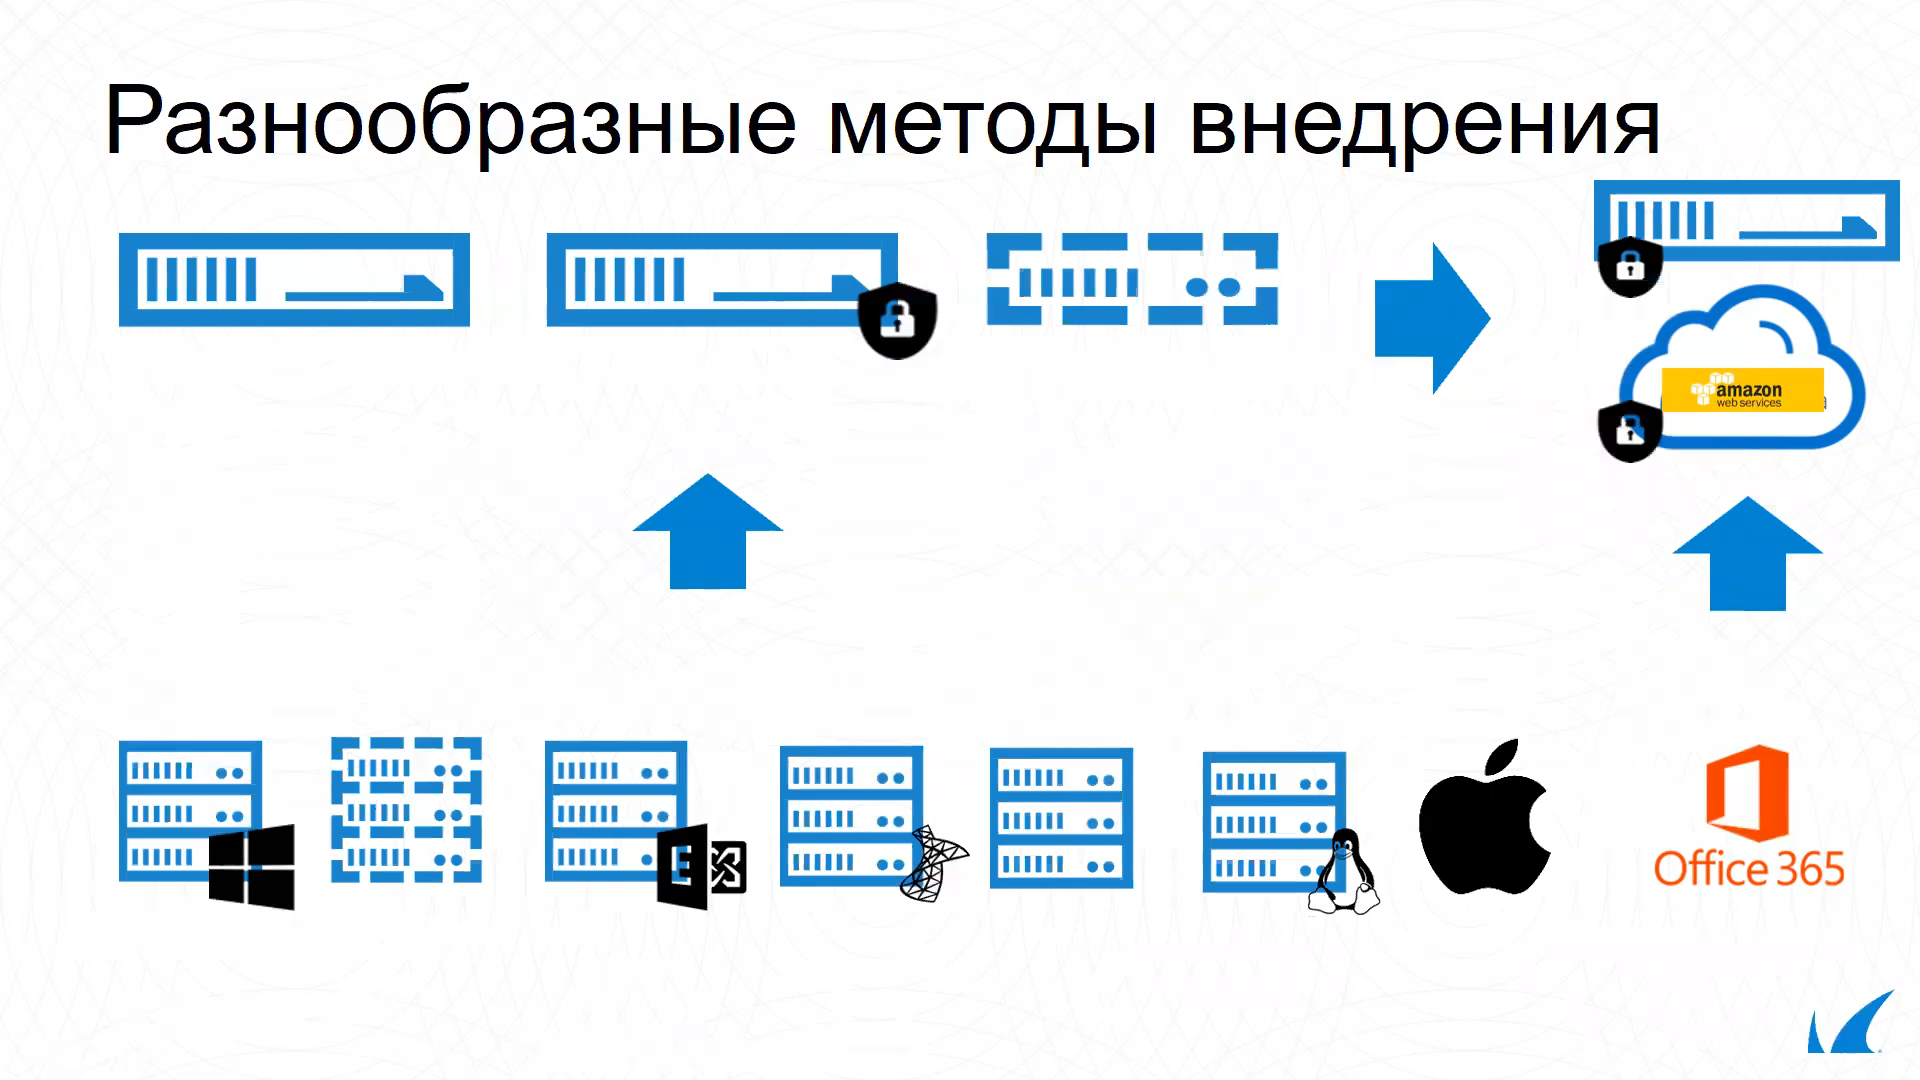 Разнообразные методы внедрения
amazon
web services
а
E
Office 365